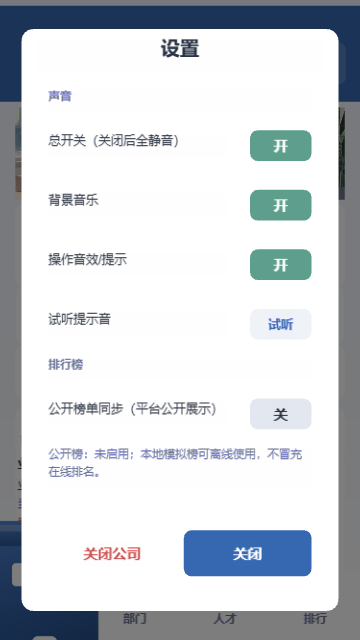 设置
声音
总开关（关闭后全静音）
开
背景音乐
开
操作音效/提示
开
试听提示音
试听
排行榜
公开榜单同步（平台公开展示）
关
公开榜：未启用；本地模拟榜可离线使用，不冒充
在线排名。
关闭公司
关闭
部门
人才
排行